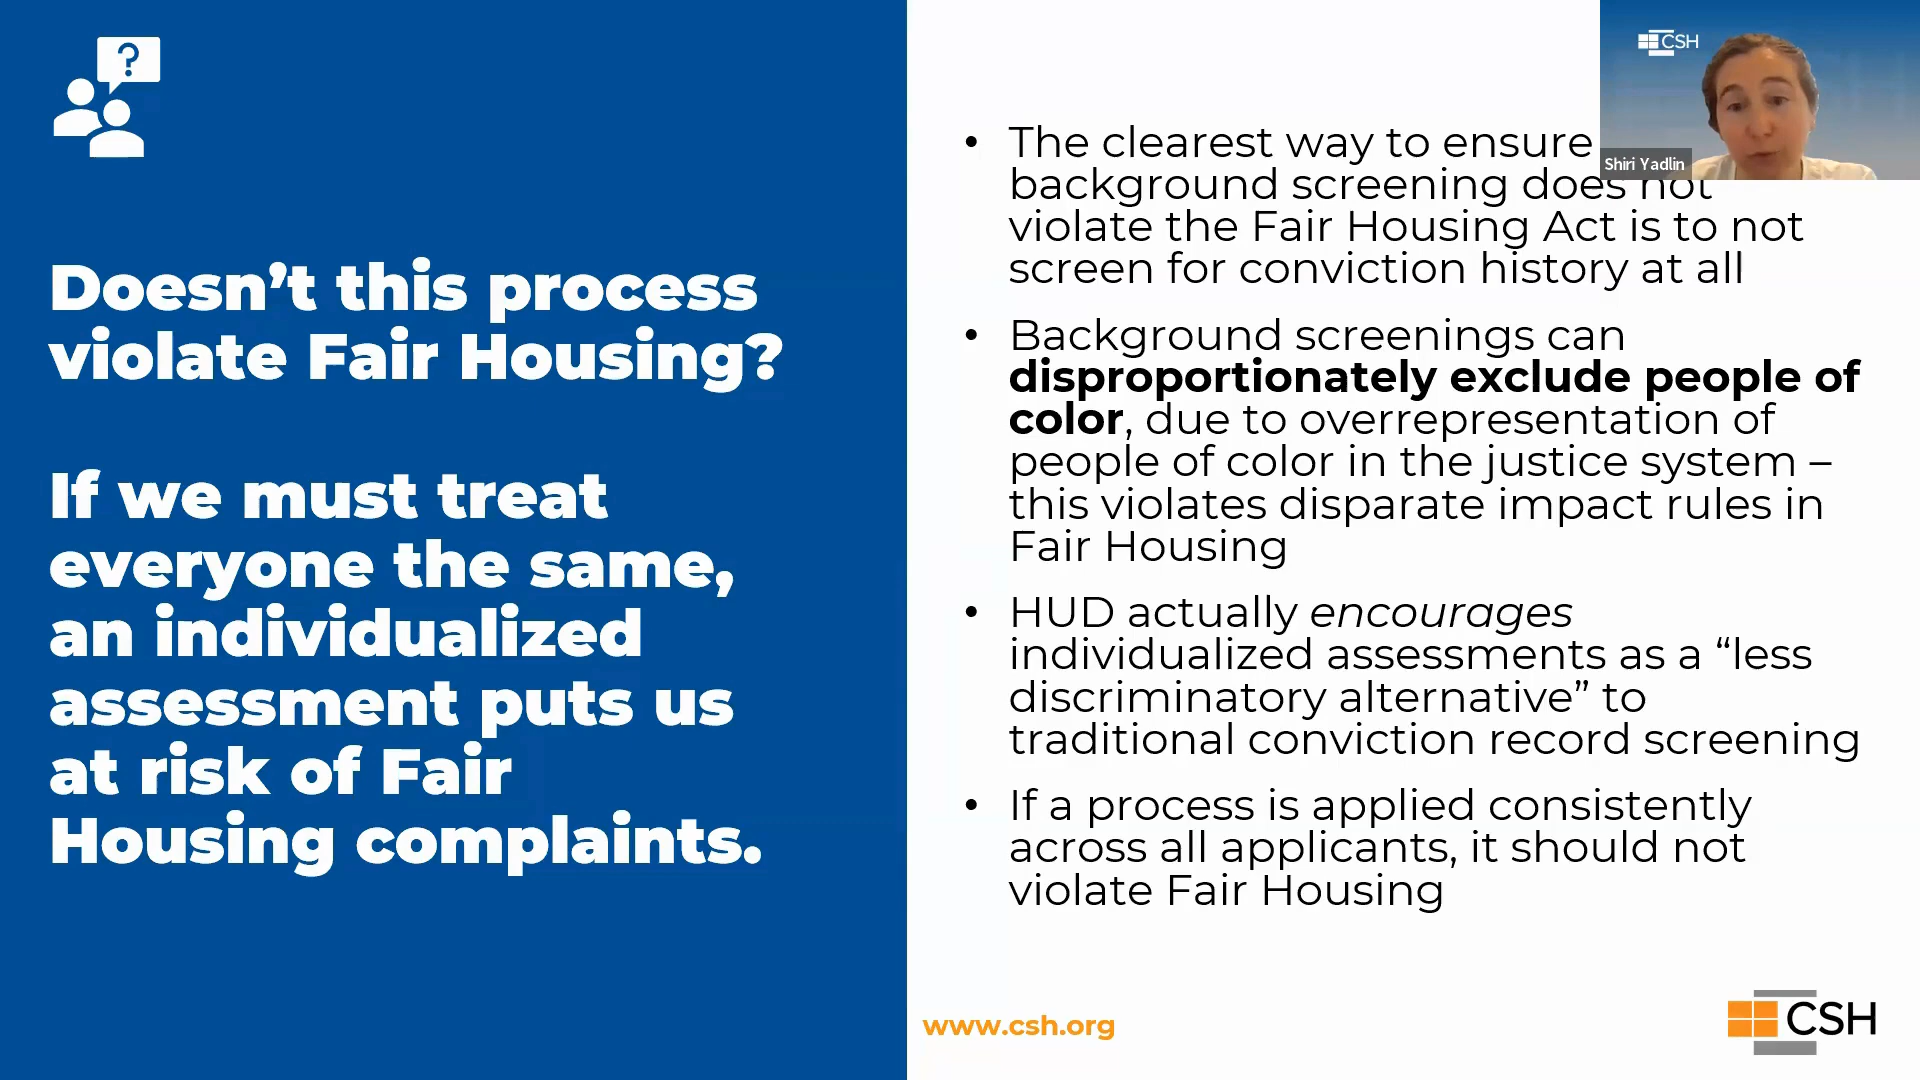 ?
Doesn’t this process
violate Fair Housing?
If we must treat
everyone the same,
an individualized
assessment puts us
at risk of Fair
Housing complaints.
CSH
Shiri Yadlin
• The clearest way to ensure
background screening does not
violate the Fair Housing Act is to not
screen for conviction history at all
• Background screenings can
disproportionately exclude people of
color, due to overrepresentation of
people of color in the justice system –
this violates disparate impact rules in
Fair Housing
• HUD actually encourages
individualized assessments as a “less
discriminatory alternative” to
traditional conviction record screening
• If a process is applied consistently
across all applicants, it should not
violate Fair Housing
www.csh.org
CSH